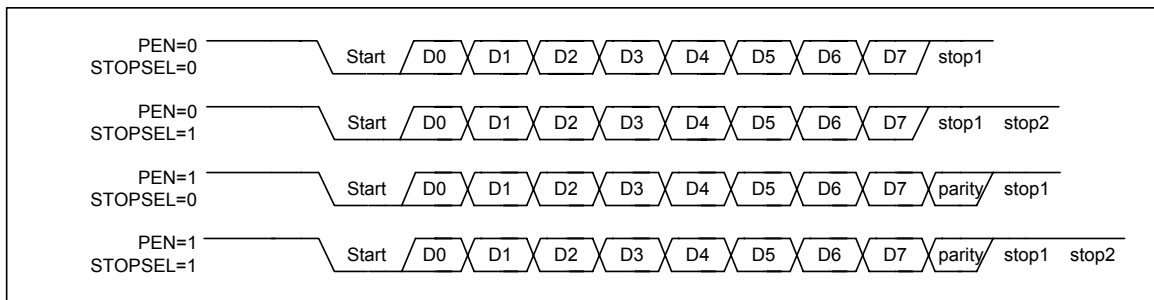 PEN=0
STOPSEL=0
Start D0 D1 D2 D3 D4 D5 D6 D7 stop1
PEN=0
STOPSEL=1
Start D0 D1 D2 D3 D4 D5 D6 D7 stop1 stop2
PEN=1
STOPSEL=0
Start D0 D1 D2 D3 D4 D5 D6 D7 parity stop1
PEN=1
STOPSEL=1
Start D0 D1 D2 D3 D4 D5 D6 D7 parity stop1 stop2